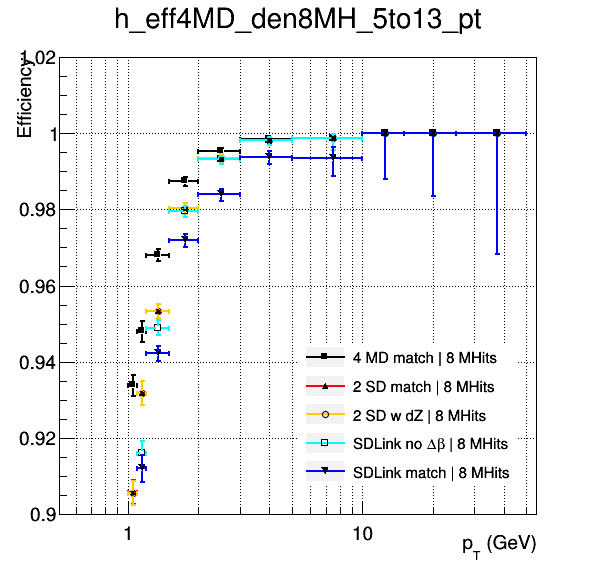 h_eff4MD_den8MH_5to13_pt
Efficiency
1.02
1
0.98
0.96
0.94
0.92
0.9
4 MD match | 8 MHits
2 SD match | 8 MHits
2 SD w dZ | 8 MHits
SDLink no Δβ | 8 MHits
SDLink match | 8 MHits
1
10
p_T (GeV)